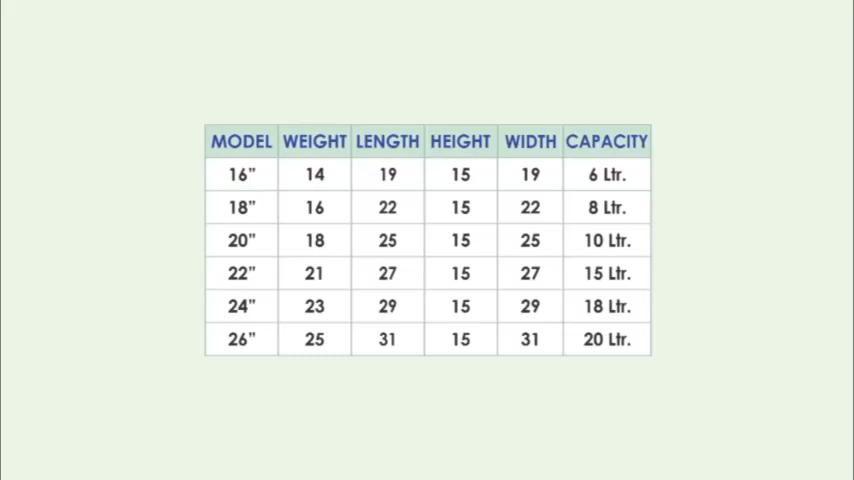 MODEL WEIGHT LENGTH HEIGHT WIDTH CAPACITY
16” 14 19 15 19 6 Ltr.
18” 16 22 15 22 8 Ltr.
20” 18 25 15 25 10 Ltr.
22” 21 27 15 27 15 Ltr.
24” 23 29 15 29 18 Ltr.
26” 25 31 15 31 20 Ltr.